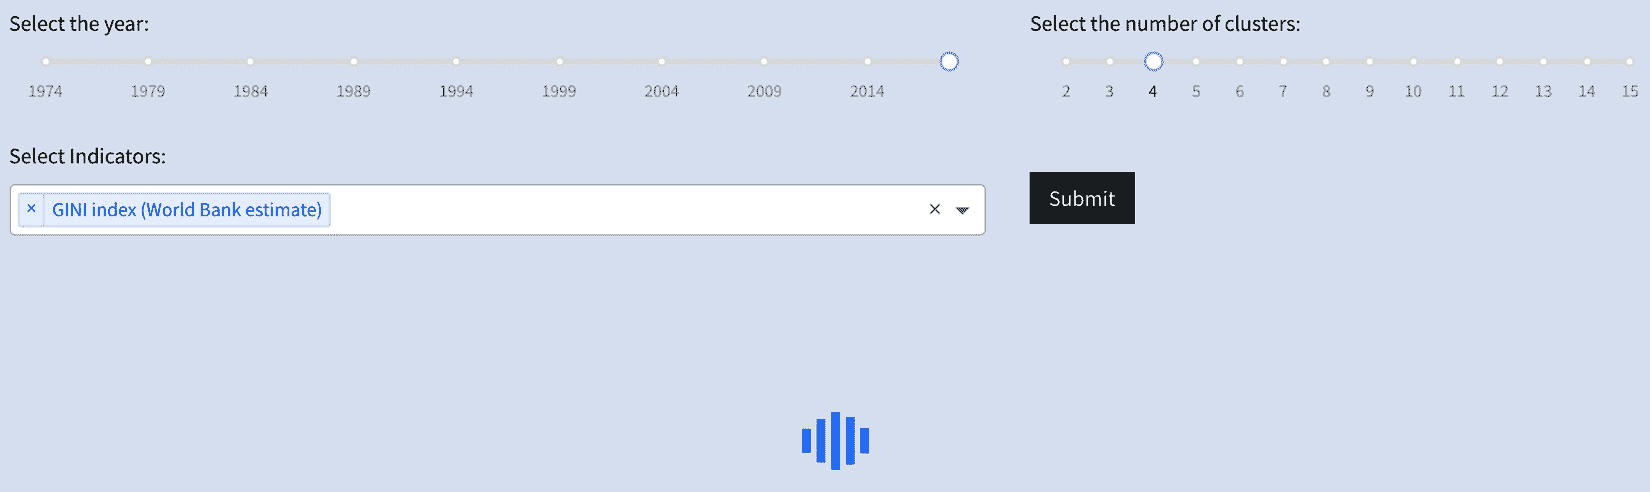 Select the year:
Select the number of clusters:
1974 1979 1984 1989 1994 1999 2004 2009 2014
2 3 4 5 6 7 8 9 10 11 12 13 14 15
Select Indicators:
× GINI index (World Bank estimate) ×
Submit